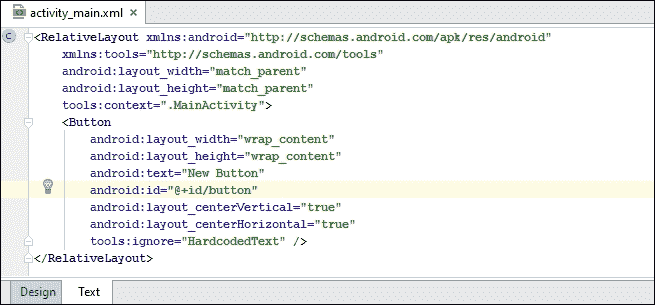 activity_main.xml ×
C
<RelativeLayout xmlns:android="http://schemas.android.com/apk/res/android"
    xmlns:tools="http://schemas.android.com/tools"
    android:layout_width="match_parent"
    android:layout_height="match_parent"
    tools:context=".MainActivity">
    <Button
        android:layout_width="wrap_content"
        android:layout_height="wrap_content"
        android:text="New Button"
        android:id="@+id/button"
        android:layout_centerVertical="true"
        android:layout_centerHorizontal="true"
        tools:ignore="HardcodedText" />
</RelativeLayout>
Design Text